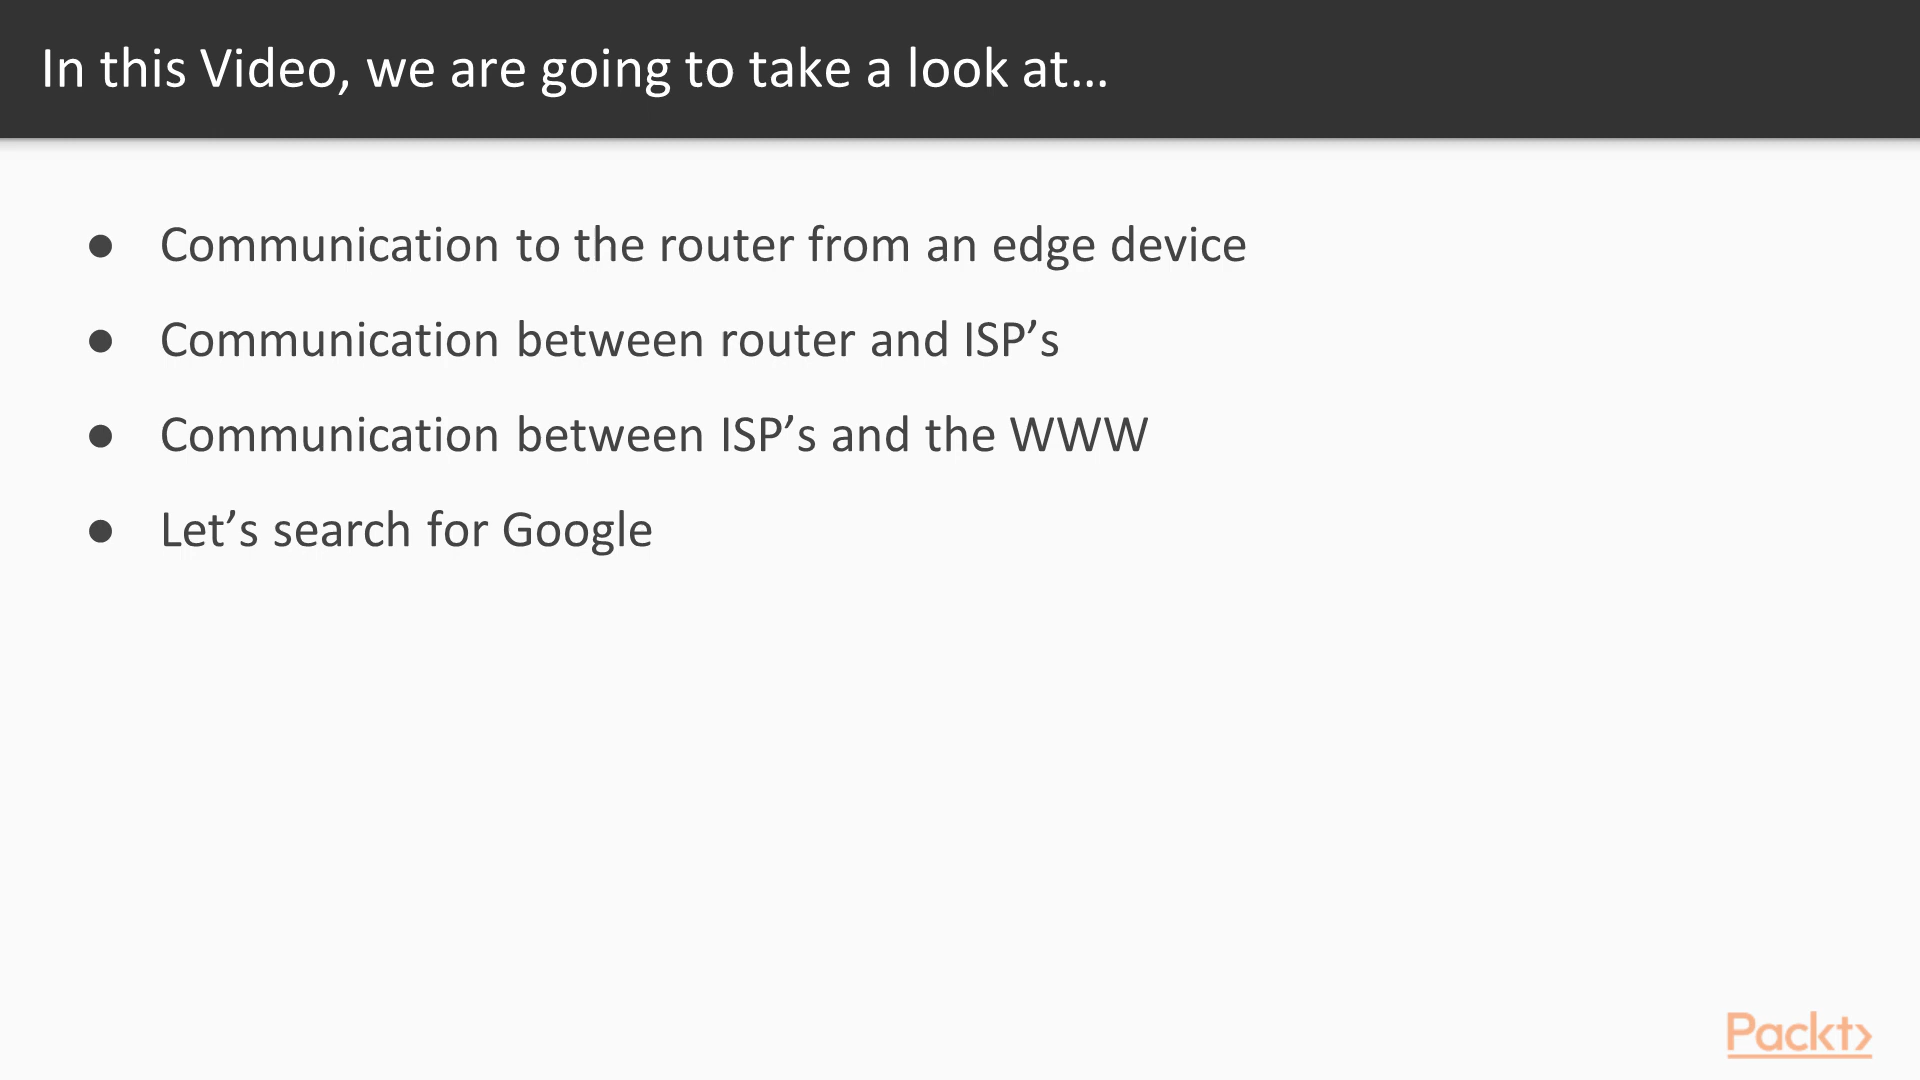 In this Video, we are going to take a look at...
● Communication to the router from an edge device
● Communication between router and ISP’s
● Communication between ISP’s and the WWW
● Let’s search for Google
Packt>